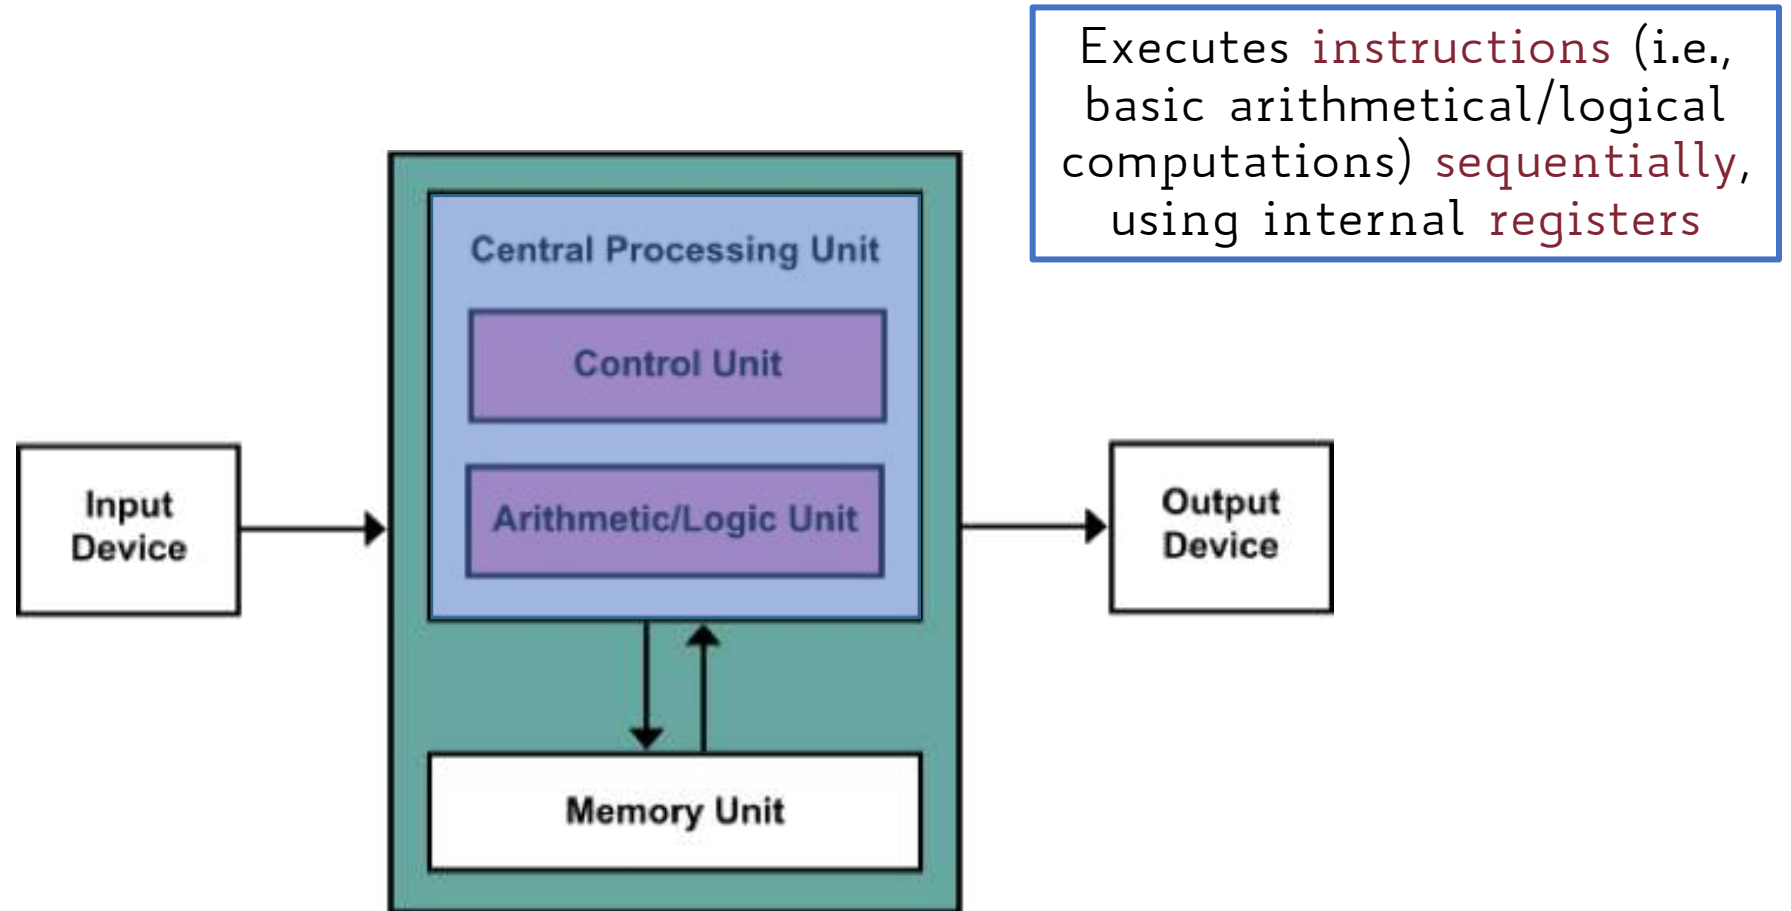 Executes instructions (i.e.,
basic arithmetical/logical
computations) sequentially,
using internal registers
Central Processing Unit
Control Unit
Arithmetic/Logic Unit
Input
Device
Output
Device
Memory Unit